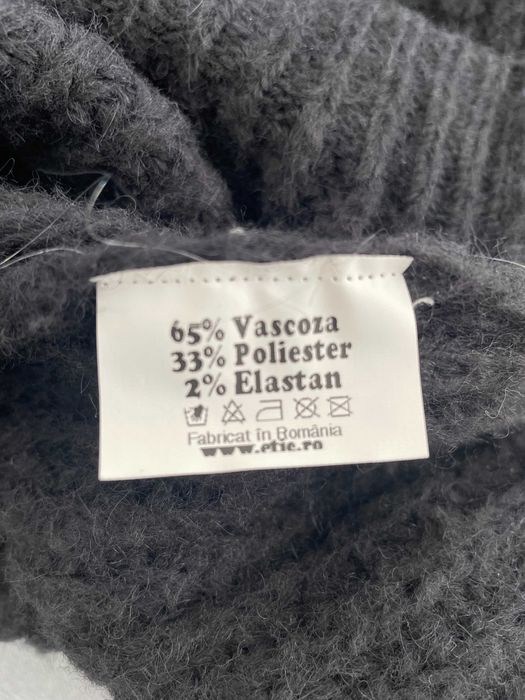 65% Vascoza
33% Poliester
2% Elastan
Fabricat în România
www.etic.ro